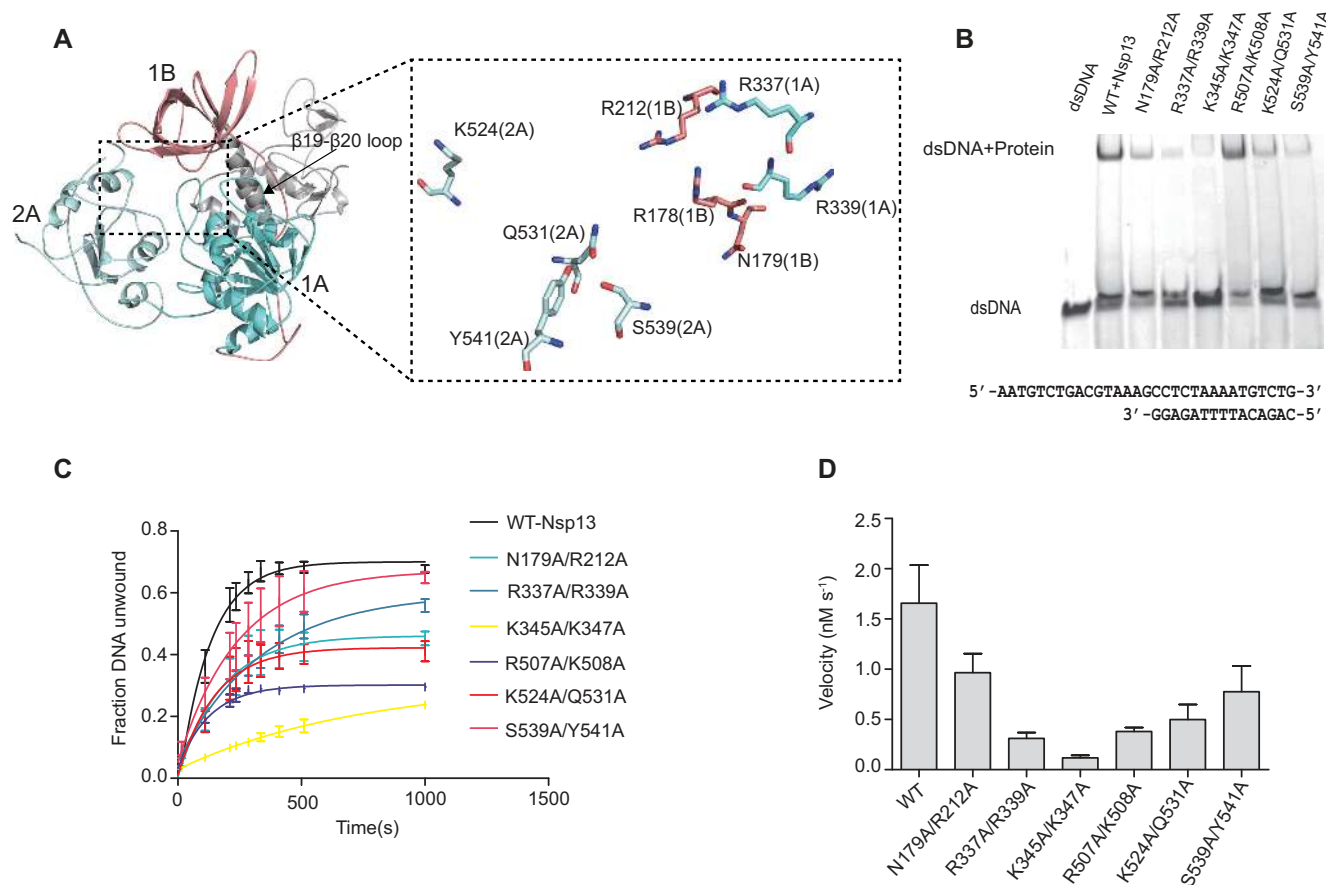 A
1B
2A
1A
β19-β20 loop
K524(2A)
R212(1B)
R337(1A)
R178(1B)
R339(1A)
N179(1B)
Q531(2A)
Y541(2A)
S539(2A)
B
dsDNA
WT+Nsp13
N179A/R212A
R337A/R339A
K345A/K347A
R507A/K508A
K524A/Q531A
S539A/Y541A
dsDNA+Protein
dsDNA
5’-AATGTCTGACGTAAAGCCTCTAAAATGTCTG-3’
3’-GGAGATTTTACAGAC-5’
C
Fraction DNA unwound
0.8
0.6
0.4
0.2
0.0
0
500
1000
1500
Time(s)
WT-Nsp13
N179A/R212A
R337A/R339A
K345A/K347A
R507A/K508A
K524A/Q531A
S539A/Y541A
D
Velocity (nM s⁻¹)
2.5
2.0
1.5
1.0
0.5
0.0
WT
N179A/R212A
R337A/R339A
K345A/K347A
R507A/K508A
K524A/Q531A
S539A/Y541A